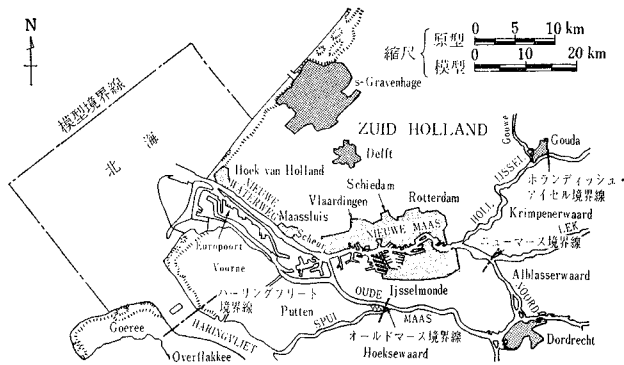 N
縮尺
原型
0 5 10 km
模型
0 10 20 km
模型境界線
北海
s-Gravenhage
ZUID HOLLAND
Delft
Gouwe
Gouda
HOLL IJSSEL
ホランディッシュ・
アイセル境界線
Hoek van Holland
NIEUWE
WATERWEG
Maassluis
Scheur
Vlaardingen
Schiedam
Rotterdam
NIEUWE MAAS
Krimpenerwaard
LEK
ニューマース境界線
Europoort
Vourne
Alblasserwaard
NOORD
ハーリングフリート
境界線
Putten
OUDE
MAAS
Ijsselmonde
Goeree
HARINGVLIET
Overflakkee
SPUI
オールドマース境界線
Hoeksewaard
Dordrecht